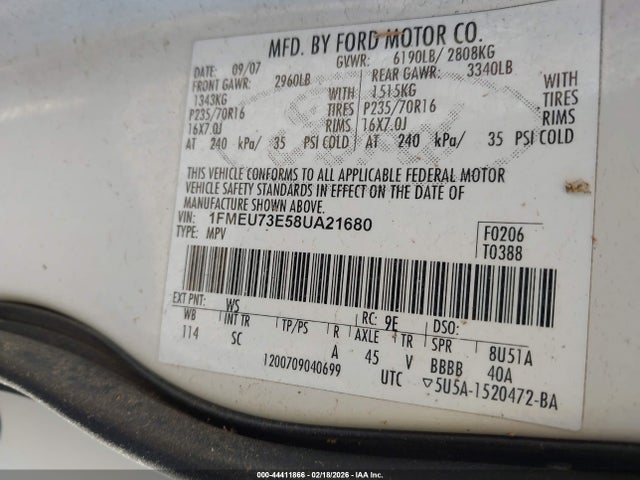 MFD. BY FORD MOTOR CO.
DATE: 09/07 GVWR: 6190LB/ 2808KG
FRONT GAWR: 2960LB REAR GAWR: 3340LB
1343KG WITH 1515KG WITH
P235/70R16 TIRES P235/70R16 TIRES
16X7.0J RIMS 16X7.0J RIMS
AT 240 kPa/ 35 PSI COLD AT 240 kPa/ 35 PSI COLD
THIS VEHICLE CONFORMS TO ALL APPLICABLE FEDERAL MOTOR
VEHICLE SAFETY STANDARDS IN EFFECT ON THE DATE OF
MANUFACTURE SHOWN ABOVE.
VIN: 1FMEU73E58UA21680 F0206
TYPE: MPV T0388
EXT PNT: WS RC: 9E DSO:
WB INT TR TP/PS R AXLE TR SPR 8U51A
114 SC A 45 V BBBB 40A
1200709040699 UTC ▽5U5A-1520472-BA
000-44411866 - 02/18/2026 - IAA Inc.